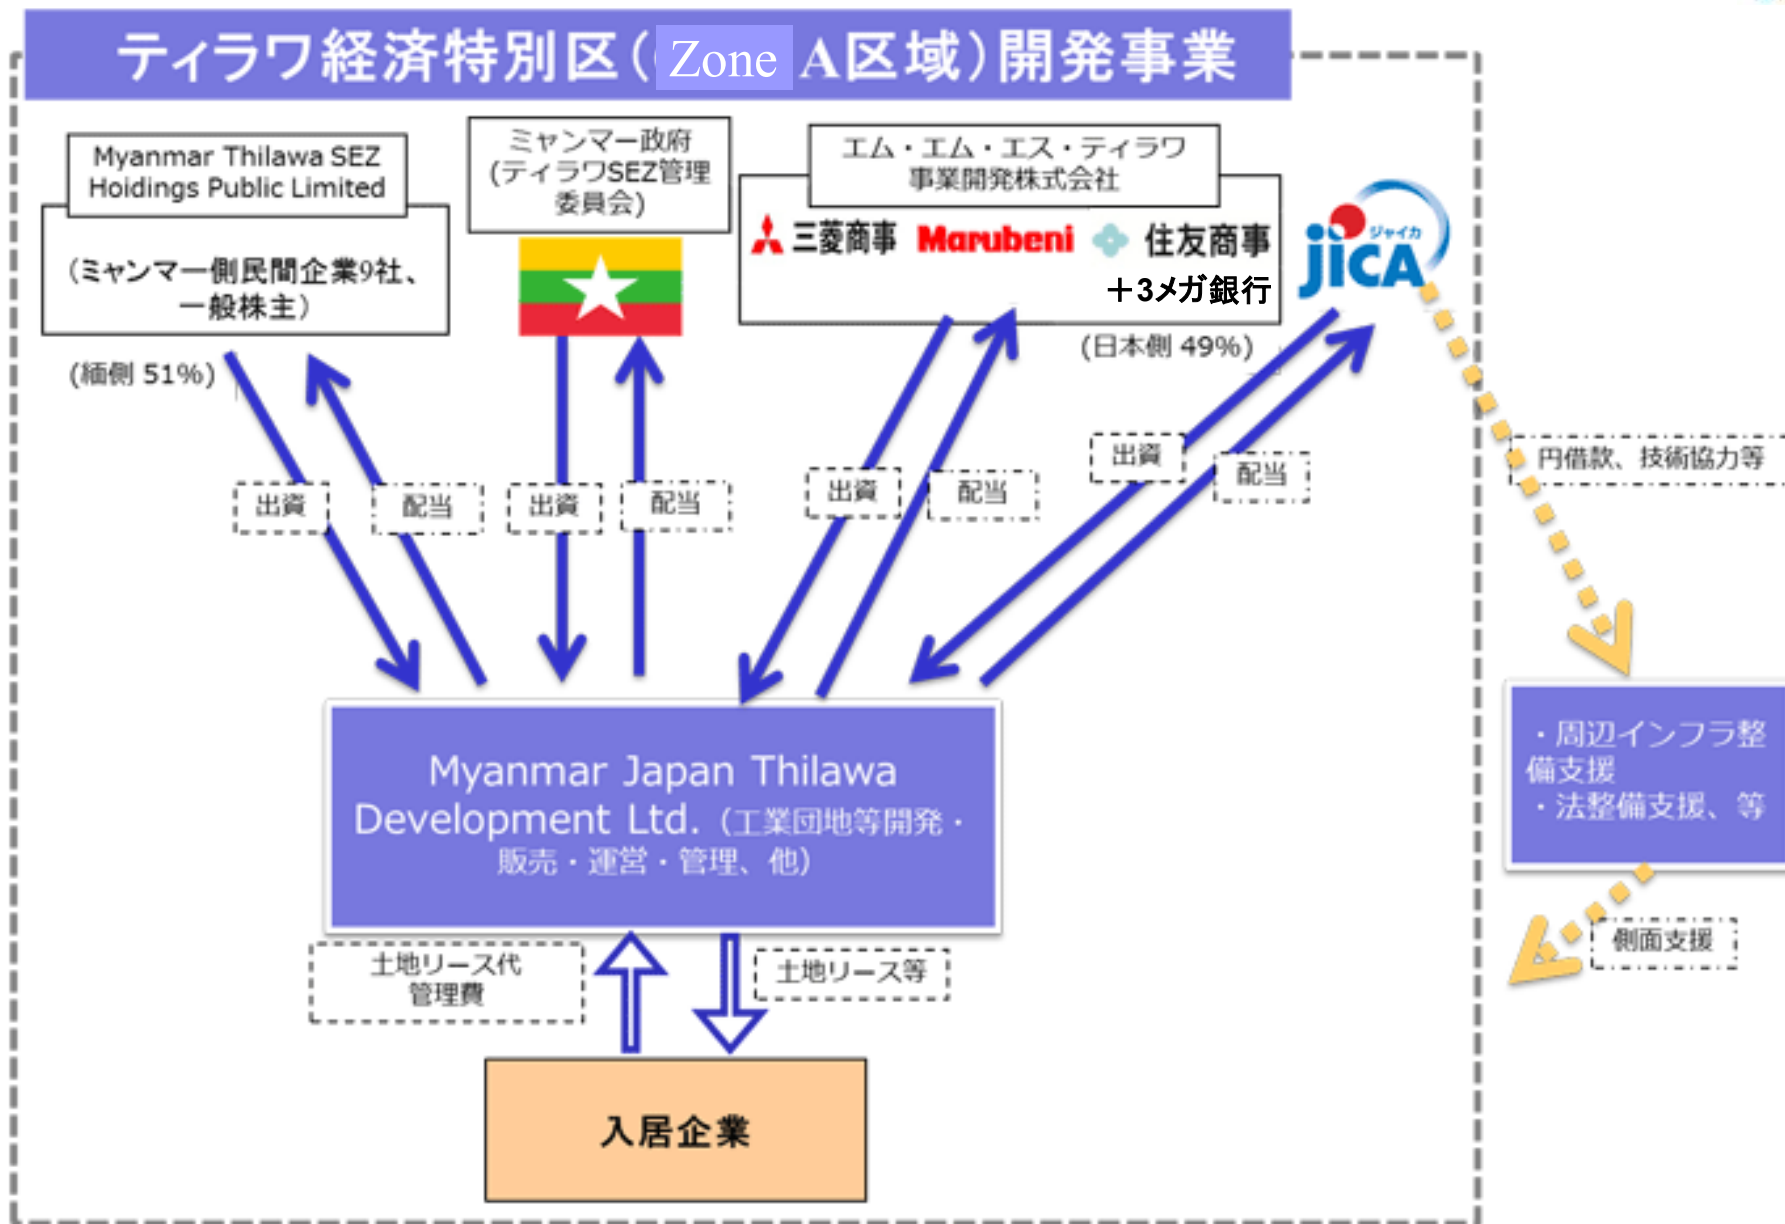 ティラワ経済特別区( Zone A区域)開発事業
Myanmar Thilawa SEZ
Hoidings Public Limited
(ミャンマー側民間企業9社、
一般株主)
(緬側 51%)
ミャンマー政府
(ティラワSEZ管理
委員会)
エム・エム・エス・ティラワ
事業開発株式会社
三菱商事 Marubeni 住友商事
+3メガ銀行
(日本側 49%)
ジャイカ
jICA
出資
配当
出資
配当
出資
配当
出資
配当
円借款、技術協力等
Myanmar Japan Thilawa
Development Ltd. (工業団地等開発・
販売・運営・管理、他)
・周辺インフラ整
備支援
・法整備支援、等
側面支援
土地リース代
管理費
土地リース等
入居企業